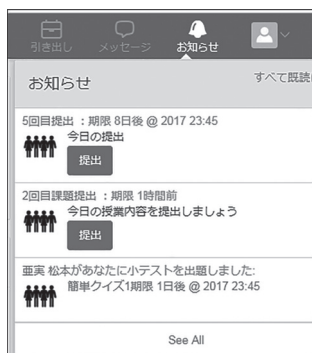 引き出し メッセージ お知らせ
お知らせ すべて既読に
5回目提出 ：期限 8日後 @ 2017 23:45
今日の提出
提出
2回目課題提出 ：期限 1時間前
今日の授業内容を提出しましょう
提出
亜実 松本があなたに小テストを出題しました:
簡単クイズ1期限 1日後 @ 2017 23:45
See All